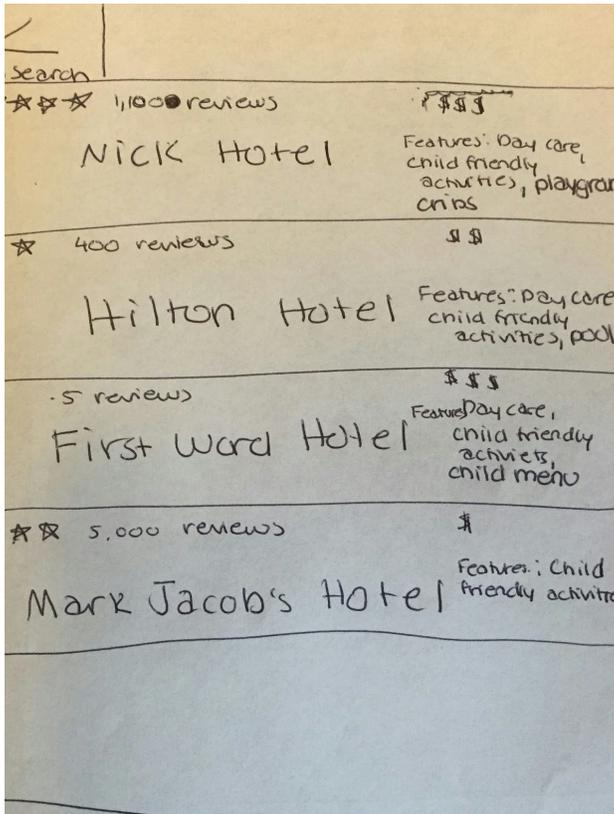 search
☆☆☆ 1,100 reviews $$$
Nick Hotel
Features: Day care,
child friendly
activities, playgrou
cribs
☆ 400 reviews $$
Hilton Hotel
Features: Day care
child friendly
activities, pool
.5 reviews $$$
First Word Hotel
Features Day care,
child friendly
activiets,
child menu
☆☆ 5,000 reviews $
Mark Jacob's Hotel
Features: Child
friendly activitie